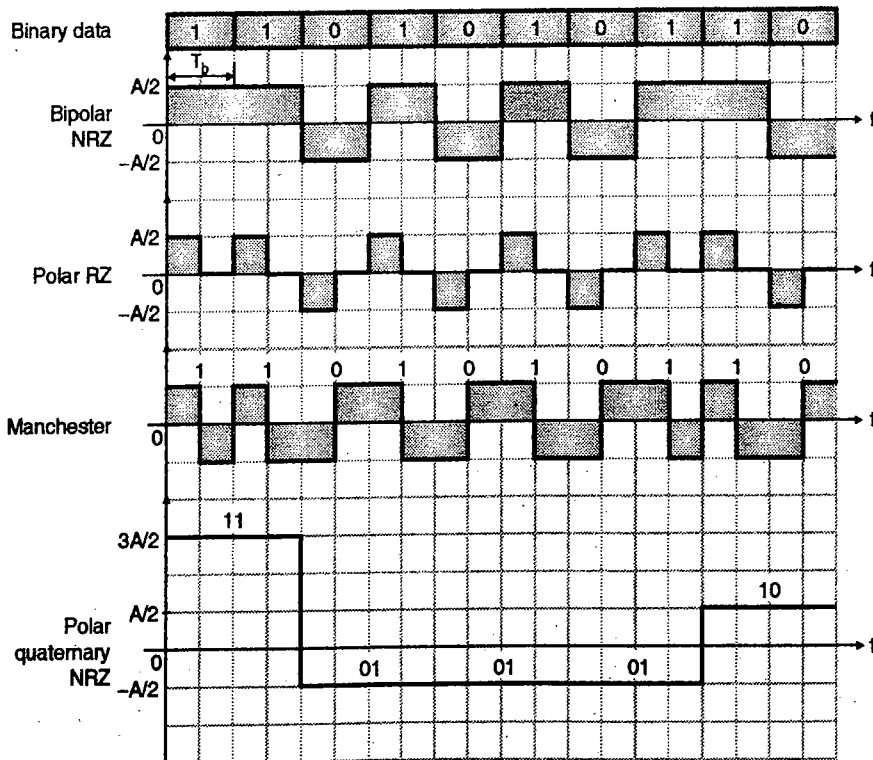 Binary data 1 1 0 1 0 1 0 1 1 0
T_b
A/2
Bipolar NRZ
0
t
−A/2
A/2
Polar RZ
0
t
−A/2
1 1 0 1 0 1 0 1 1 0
Manchester
0
t
11
3A/2
10
A/2
Polar quaternary NRZ
0
t
01 01 01
−A/2